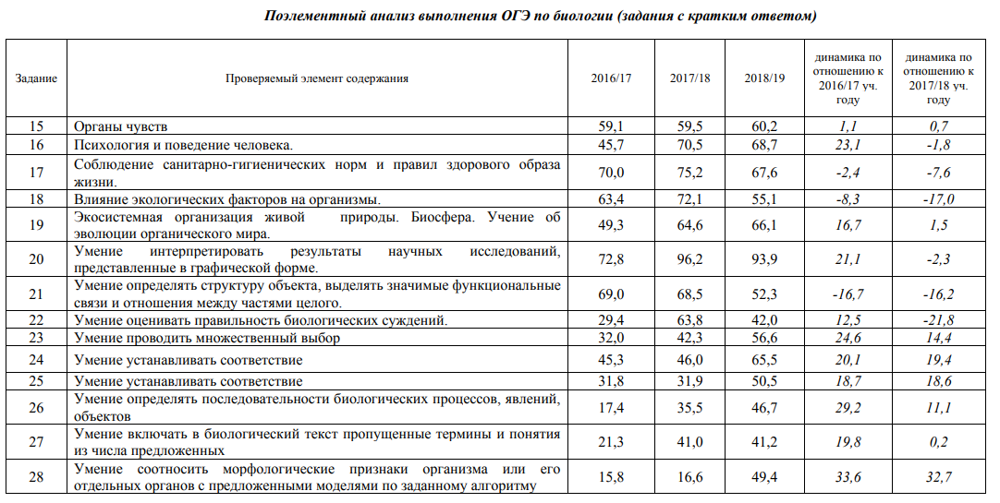 Поэлементный анализ выполнения ОГЭ по биологии (задания с кратким ответом)
Задание Проверяемый элемент содержания 2016/17 2017/18 2018/19 динамика по отношению к 2016/17 уч. году динамика по отношению к 2017/18 уч. году
15 Органы чувств 59,1 59,5 60,2 1,1 0,7
16 Психология и поведение человека. 45,7 70,5 68,7 23,1 -1,8
17 Соблюдение санитарно-гигиенических норм и правил здорового образа
жизни. 70,0 75,2 67,6 -2,4 -7,6
18 Влияние экологических факторов на организмы. 63,4 72,1 55,1 -8,3 -17,0
19 Экосистемная организация живой природы. Биосфера. Учение об
эволюции органического мира. 49,3 64,6 66,1 16,7 1,5
20 Умение интерпретировать результаты научных исследований,
представленные в графической форме. 72,8 96,2 93,9 21,1 -2,3
21 Умение определять структуру объекта, выделять значимые функциональные
связи и отношения между частями целого. 69,0 68,5 52,3 -16,7 -16,2
22 Умение оценивать правильность биологических суждений. 29,4 63,8 42,0 12,5 -21,8
23 Умение проводить множественный выбор 32,0 42,3 56,6 24,6 14,4
24 Умение устанавливать соответствие 45,3 46,0 65,5 20,1 19,4
25 Умение устанавливать соответствие 31,8 31,9 50,5 18,7 18,6
26 Умение определять последовательности биологических процессов, явлений,
объектов 17,4 35,5 46,7 29,2 11,1
27 Умение включать в биологический текст пропущенные термины и понятия
из числа предложенных 21,3 41,0 41,2 19,8 0,2
28 Умение соотносить морфологические признаки организма или его
отдельных органов с предложенными моделями по заданному алгоритму 15,8 16,6 49,4 33,6 32,7